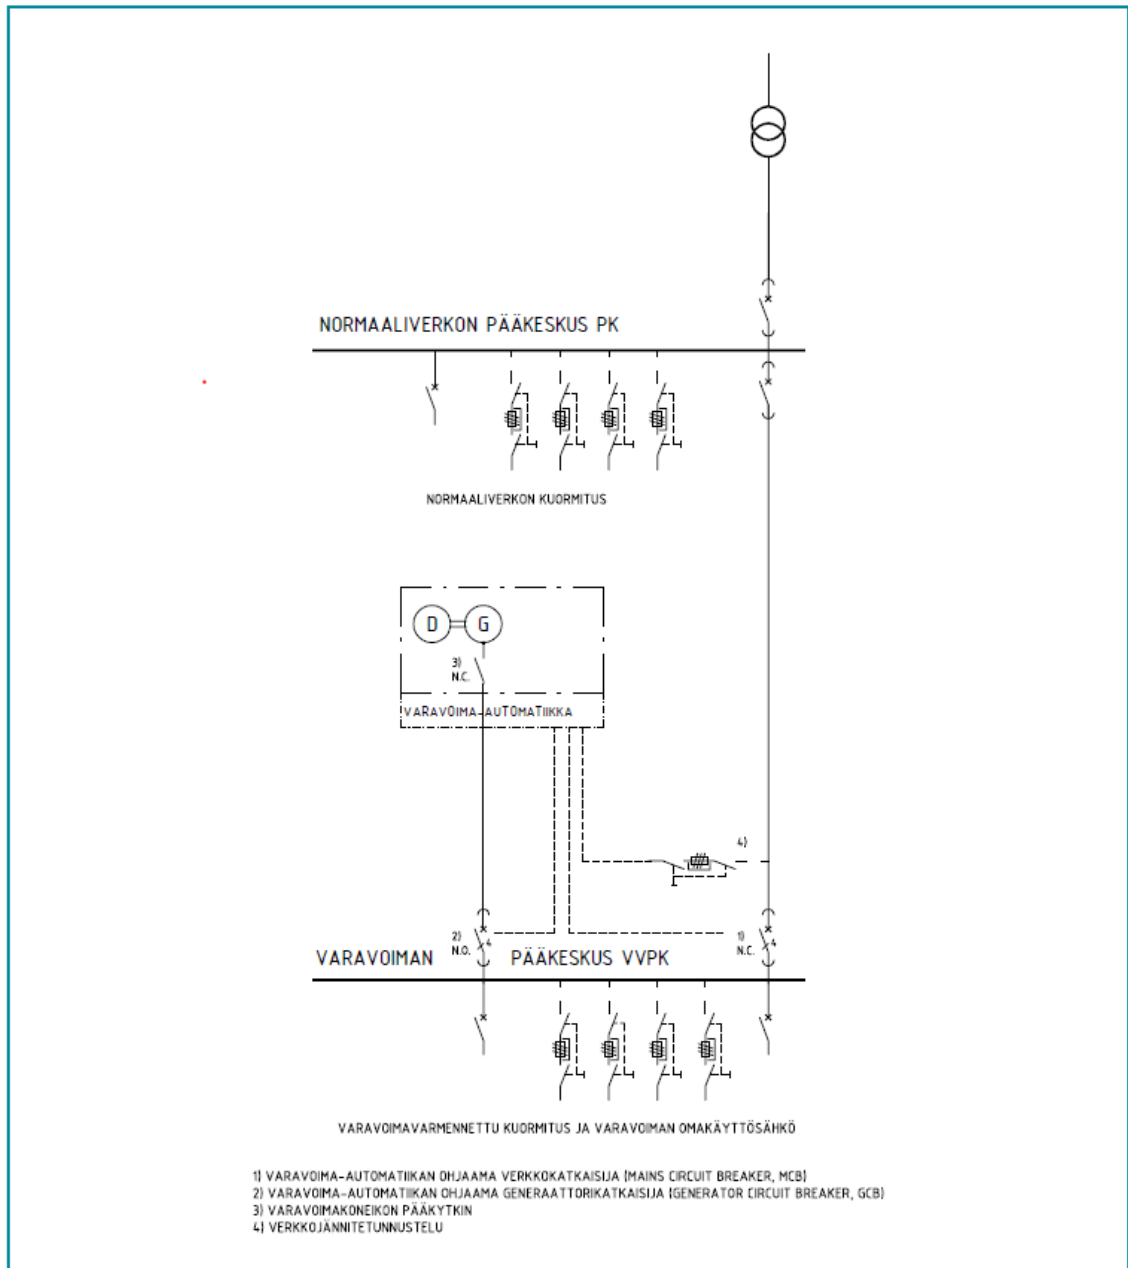 NORMAALIVERKON PÄÄKESKUS PK
NORMAALIVERKON KUORMITUS
D G
3)
N.C.
VARAVOIMA-AUTOMATIIKKA
4)
2)
N.O.
4
1)
N.C.
4
VARAVOIMAN PÄÄKESKUS VVPK
VARAVOIMAVARMENNETTU KUORMITUS JA VARAVOIMAN OMAKÄYTTÖSÄHKÖ
1) VARAVOIMA-AUTOMATIIKAN OHJAAMA VERKKOKATKAISIJA (MAINS CIRCUIT BREAKER, MCB)
2) VARAVOIMA-AUTOMATIIKAN OHJAAMA GENERAATTORIKATKAISIJA (GENERATOR CIRCUIT BREAKER, GCB)
3) VARAVOIMAKONEIKON PÄÄKYTKIN
4) VERKKOJÄNNITETUNNUSTELU